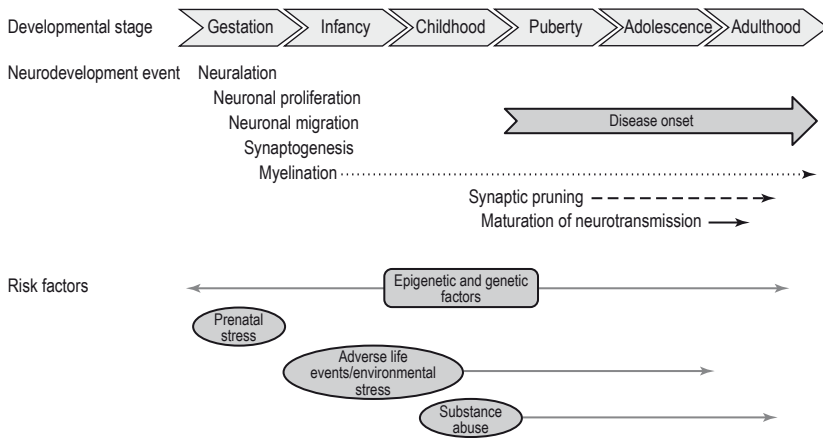 Developmental stage Gestation Infancy Childhood Puberty Adolescence Adulthood
Neurodevelopment event Neuralation
Neuronal proliferation
Neuronal migration Disease onset
Synaptogenesis
Myelination
Synaptic pruning
Maturation of neurotransmission
Risk factors
Epigenetic and genetic
factors
Prenatal
stress
Adverse life
events/environmental
stress
Substance
abuse